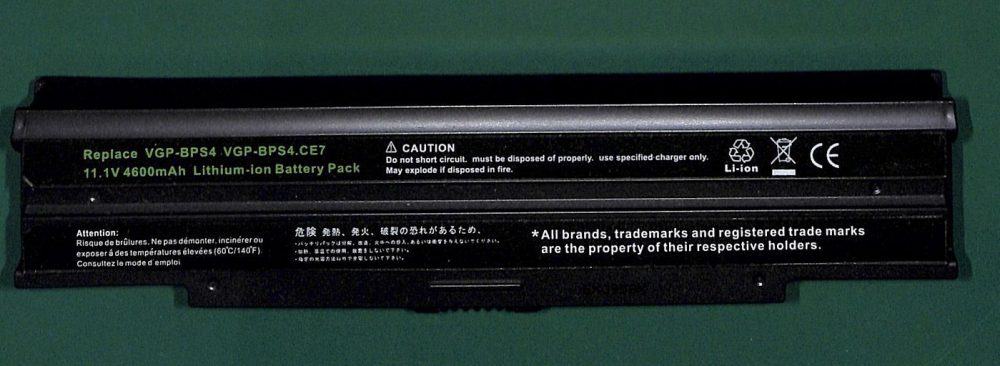 Replace VGP-BPS4 VGP-BPS4.CE7
11.1V 4600mAh Lithium-ion Battery Pack
CAUTION
Do not short circuit. must be disposed of properly. use specified charger only.
May explode if disposed in fire.
Li-ion
CE
Attention:
Risque de brûlures. Ne pas démonter, incinérer ou
exposer à des températures élevées (60°C/140°F).
Consultez le mode d emploi
危険 発熱、発火、破裂の恐れがあるため、
*All brands, trademarks and registered trade marks
are the property of their respective holders.